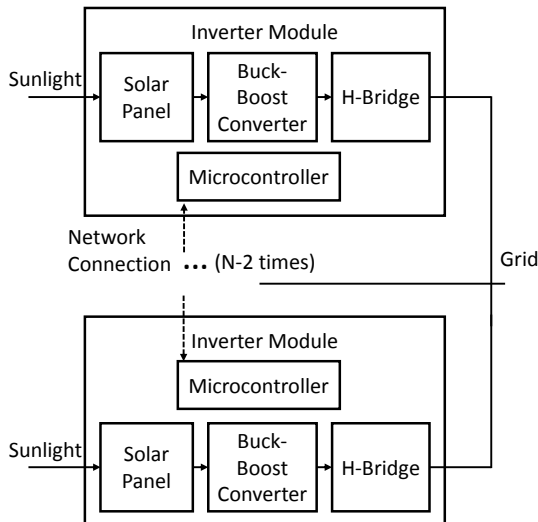 Inverter Module
Sunlight
Solar
Panel
Buck-
Boost
Converter
H-Bridge
Microcontroller
Network
Connection
... (N-2 times)
Grid
Inverter Module
Microcontroller
Sunlight
Solar
Panel
Buck-
Boost
Converter
H-Bridge